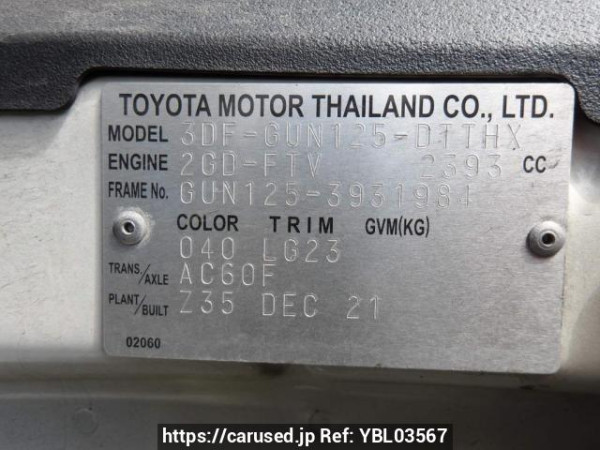 TOYOTA MOTOR THAILAND CO., LTD.
MODEL 3DF-GUN125-DTTHX
ENGINE 2GD-FTV 2393 CC
FRAME No. GUN125-3931981
COLOR TRIM GVM(KG)
040 LG23
TRANS./AXLE AC60F
PLANT/BUILT Z35 DEC 21
02060
https://carused.jp Ref: YBL03567